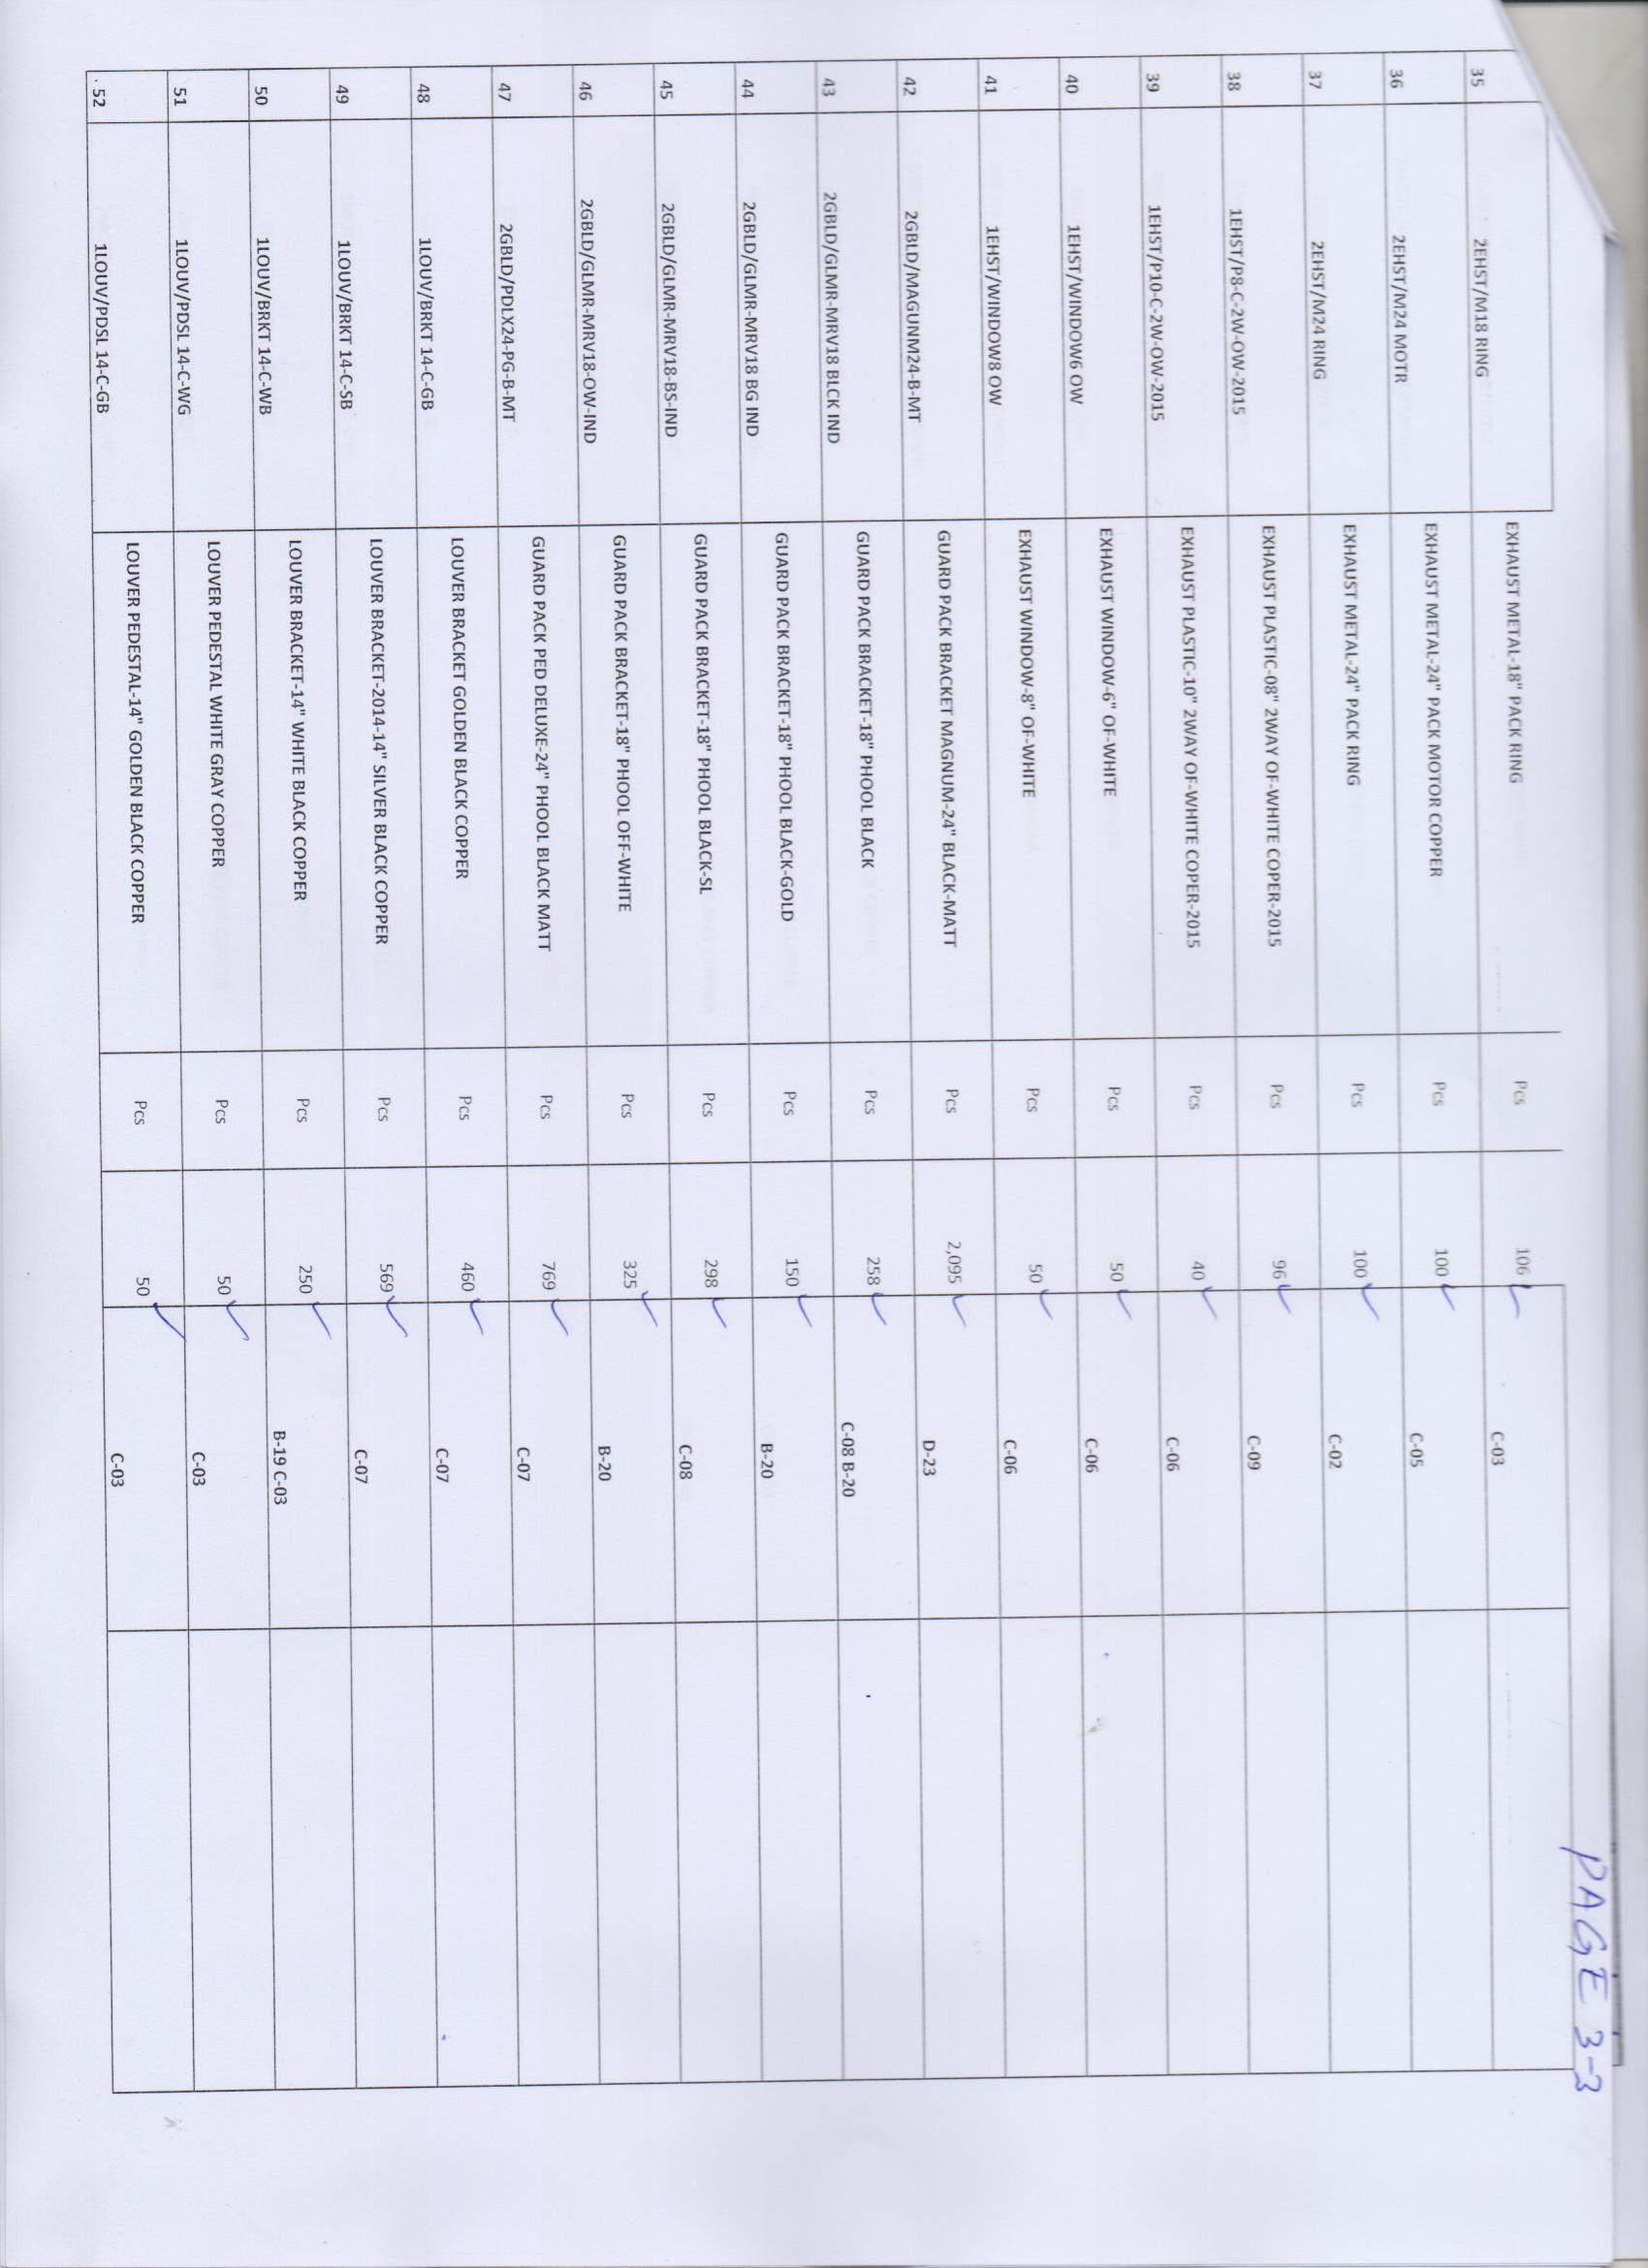 PAGE 3-3
35 2EHST/M18 RING EXHAUST METAL-18" PACK RING Pcs 106 C-03
36 2EHST/M24 MOTR EXHAUST METAL-24" PACK MOTOR COPPER Pcs 100 C-05
37 2EHST/M24 RING EXHAUST METAL-24" PACK RING Pcs 100 C-02
38 1EHST/P8-C-2W-OW-2015 EXHAUST PLASTIC-08" 2WAY OF-WHITE COPER-2015 Pcs 96 C-09
39 1EHST/P10-C-2W-OW-2015 EXHAUST PLASTIC-10" 2WAY OF-WHITE COPER-2015 Pcs 40 C-06
40 1EHST/WINDOW6 OW EXHAUST WINDOW-6" OF-WHITE Pcs 50 C-06
41 1EHST/WINDOW8 OW EXHAUST WINDOW-8" OF-WHITE Pcs 50 C-06
42 2GBLD/MAGUNM24-B-MT GUARD PACK BRACKET MAGNUM-24" BLACK-MATT Pcs 2,095 D-23
43 2GBLD/GLMR-MRV18 BLCK IND GUARD PACK BRACKET-18" PHOOL BLACK Pcs 258 C-08 B-20
44 2GBLD/GLMR-MRV18 BG IND GUARD PACK BRACKET-18" PHOOL BLACK-GOLD Pcs 150 B-20
45 2GBLD/GLMR-MRV18-BS-IND GUARD PACK BRACKET-18" PHOOL BLACK-SL Pcs 298 C-08
46 2GBLD/GLMR-MRV18-OW-IND GUARD PACK BRACKET-18" PHOOL OFF-WHITE Pcs 325 B-20
47 2GBLD/PDLX24-PG-B-MT GUARD PACK PED DELUXE-24" PHOOL BLACK MATT Pcs 769 C-07
48 1LOUV/BRKT 14-C-GB LOUVER BRACKET GOLDEN BLACK COPPER Pcs 460 C-07
49 1LOUV/BRKT 14-C-SB LOUVER BRACKET-2014-14" SILVER BLACK COPPER Pcs 569 C-07
50 1LOUV/BRKT 14-C-WB LOUVER BRACKET-14" WHITE BLACK COPPER Pcs 250 B-19 C-03
51 1LOUV/PDSL 14-C-WG LOUVER PEDESTAL WHITE GRAY COPPER Pcs 50 C-03
52 1LOUV/PDSL 14-C-GB LOUVER PEDESTAL-14" GOLDEN BLACK COPPER Pcs 50 C-03